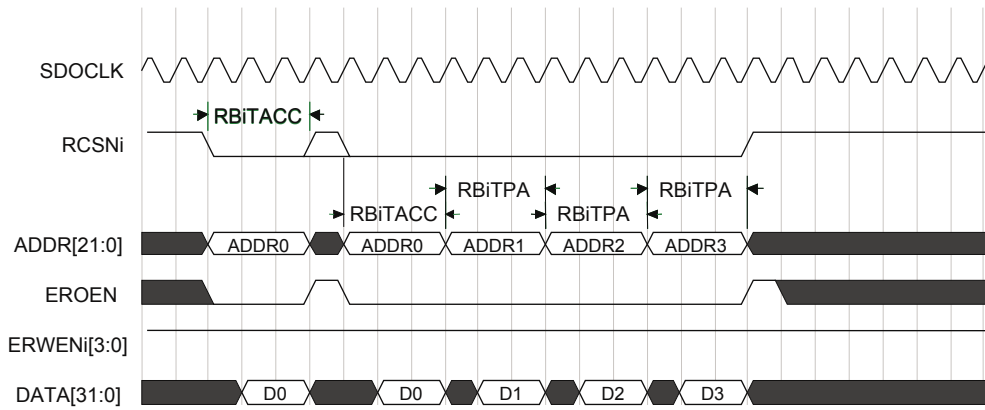 SDOCLK
RBiTACC
RCSNi
RBiTPA RBiTPA
RBiTACC RBiTPA
ADDR[21:0] ADDR0 ADDR0 ADDR1 ADDR2 ADDR3
EROEN
ERWENi[3:0]
DATA[31:0] D0 D0 D1 D2 D3